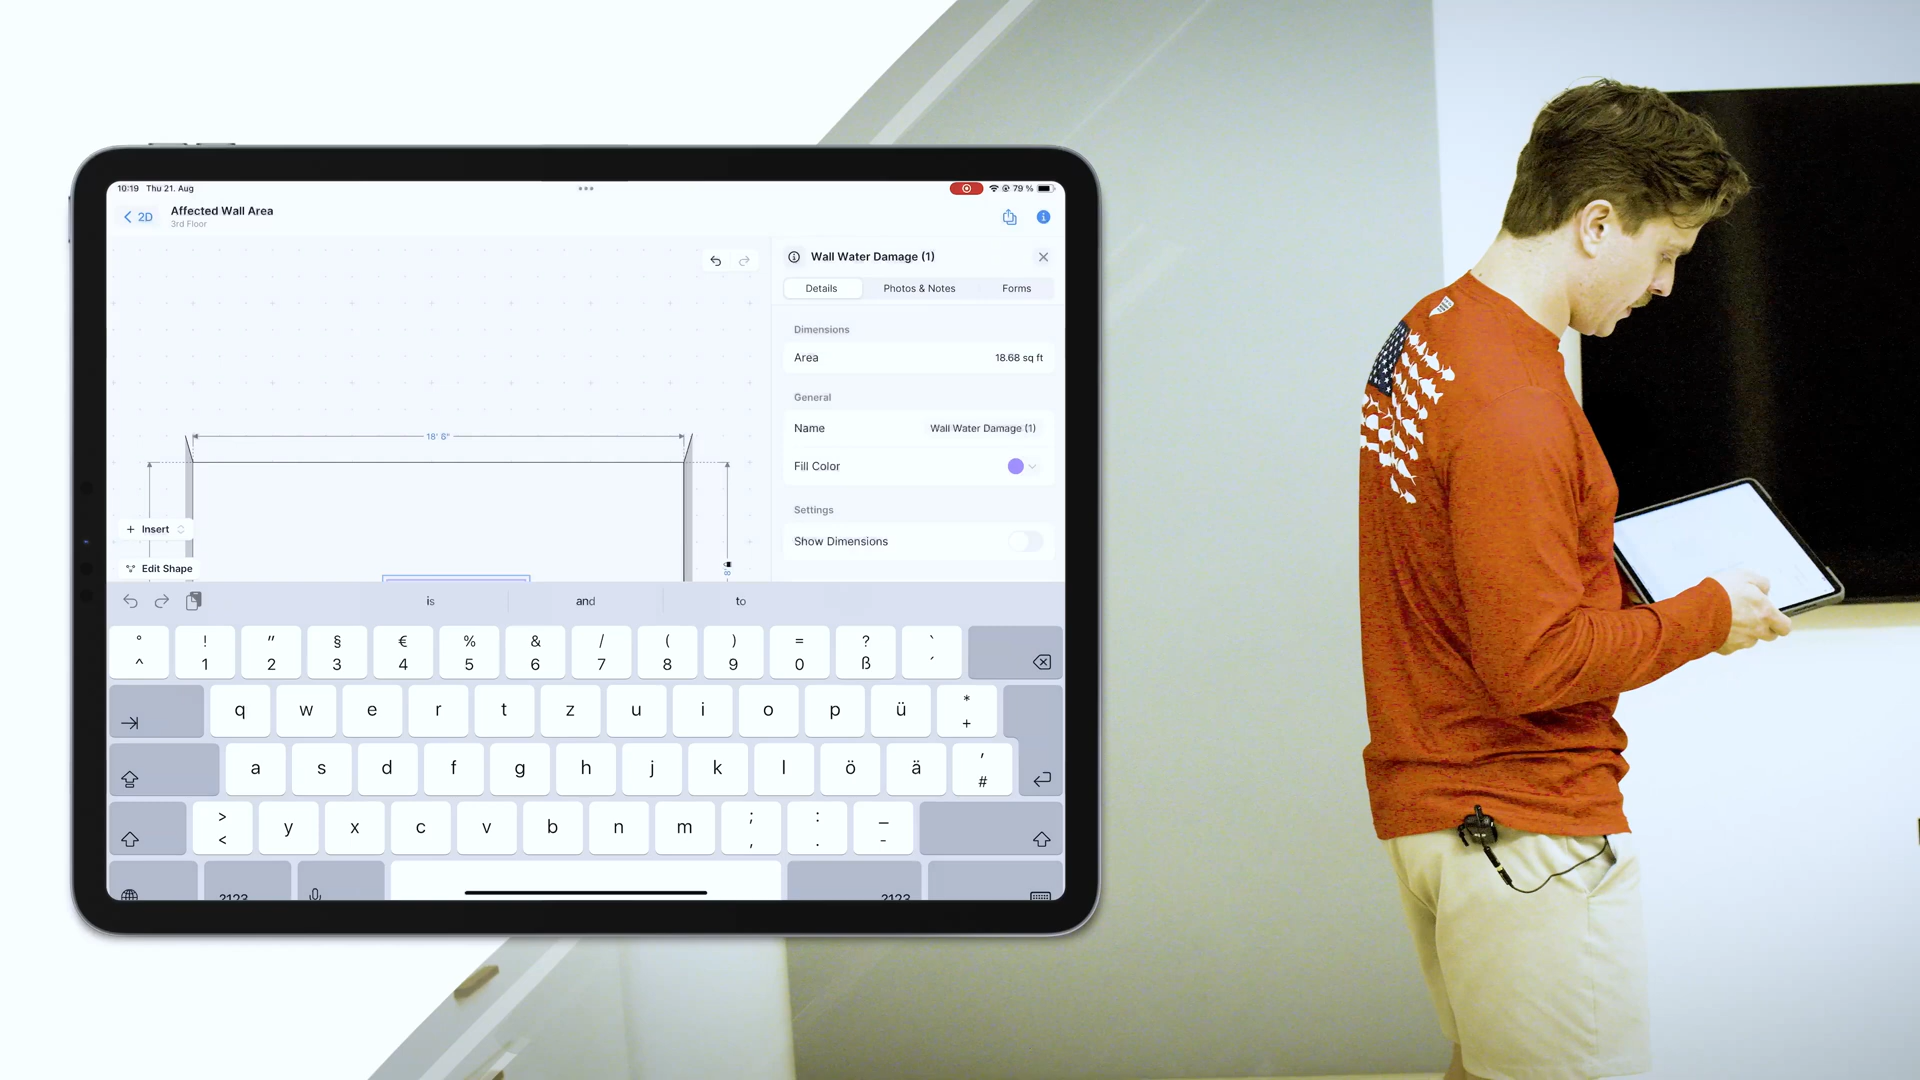 10:19 Thu 21. Aug
79 %
2D
Affected Wall Area
3rd Floor
Wall Water Damage (1)
Details Photos & Notes Forms
Dimensions
Area 18.68 sq ft
General
Name Wall Water Damage (1)
Fill Color
Settings
Show Dimensions
+ Insert
Edit Shape
is and to
° ! " § € % & / ( ) = ? `
^ 1 2 3 4 5 6 7 8 9 0 ß ´
q w e r t z u i o p ü * +
a s d f g h j k l ö ä ' #
> < y x c v b n m ; , : . _ -
.?123 .?123